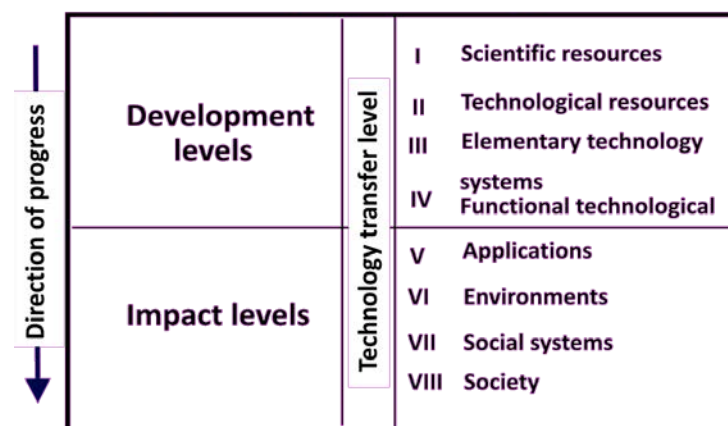 Direction of progress
Development
levels
Impact levels
Technology transfer level
I Scientific resources
II Technological resources
III Elementary technology
systems
IV Functional technological
V Applications
VI Environments
VII Social systems
VIII Society